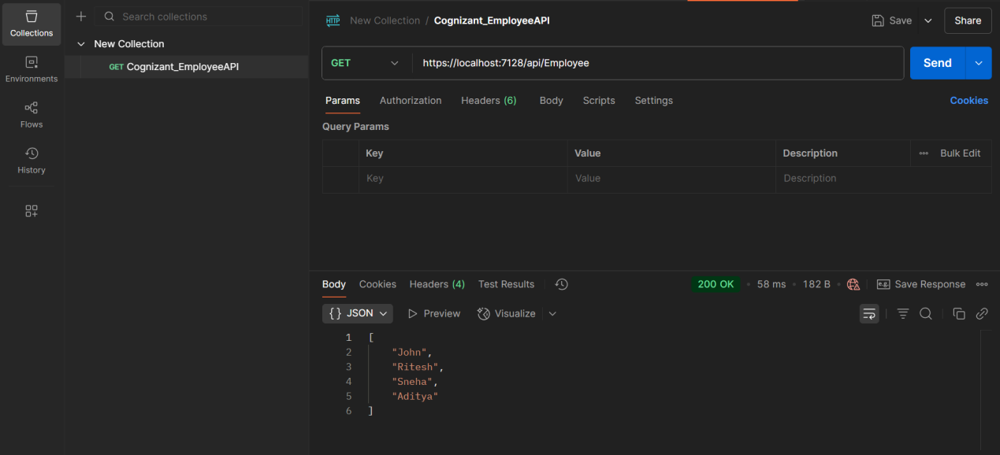 Collections
Environments
Flows
History
Search collections
New Collection
GET Cognizant_EmployeeAPI
HTTP New Collection / Cognizant_EmployeeAPI
Save
Share
GET https://localhost:7128/api/Employee
Send
Params Authorization Headers (6) Body Scripts Settings Cookies
Query Params
Key Value Description Bulk Edit
Key Value Description
Body Cookies Headers (4) Test Results 200 OK 58 ms 182 B e.g. Save Response
{} JSON Preview Visualize
1 [
2 "John",
3 "Ritesh",
4 "Sneha",
5 "Aditya"
6 ]